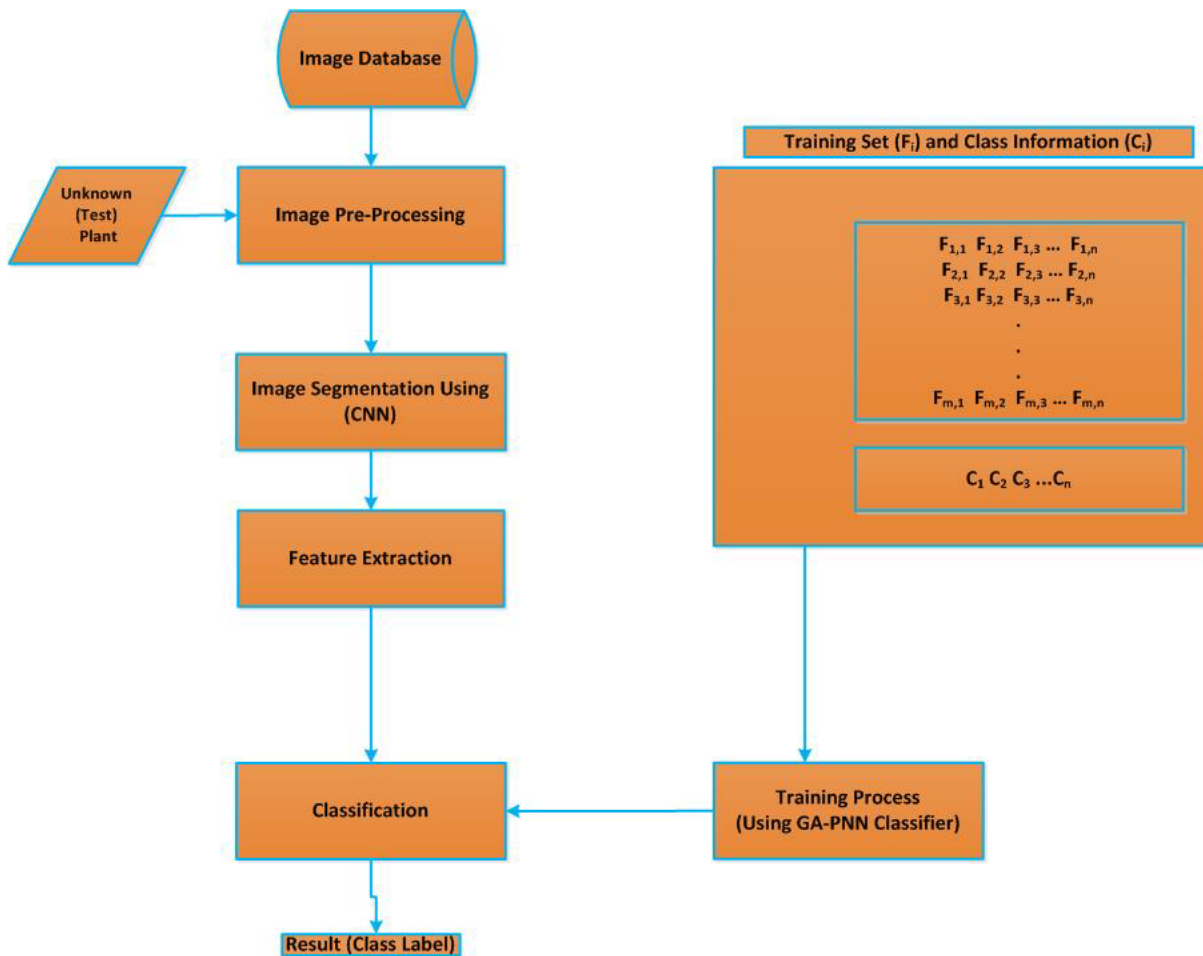 Image Database
Training Set (Fᵢ) and Class Information (Cᵢ)
Unknown
(Test)
Plant
Image Pre-Processing
F₁,₁ F₁,₂ F₁,₃ ... F₁,ₙ
F₂,₁ F₂,₂ F₂,₃ ... F₂,ₙ
F₃,₁ F₃,₂ F₃,₃ ... F₃,ₙ
.
.
.
Fₘ,₁ Fₘ,₂ Fₘ,₃ ... Fₘ,ₙ
Image Segmentation Using
(CNN)
C₁ C₂ C₃ ...Cₙ
Feature Extraction
Classification
Training Process
(Using GA-PNN Classifier)
Result (Class Label)